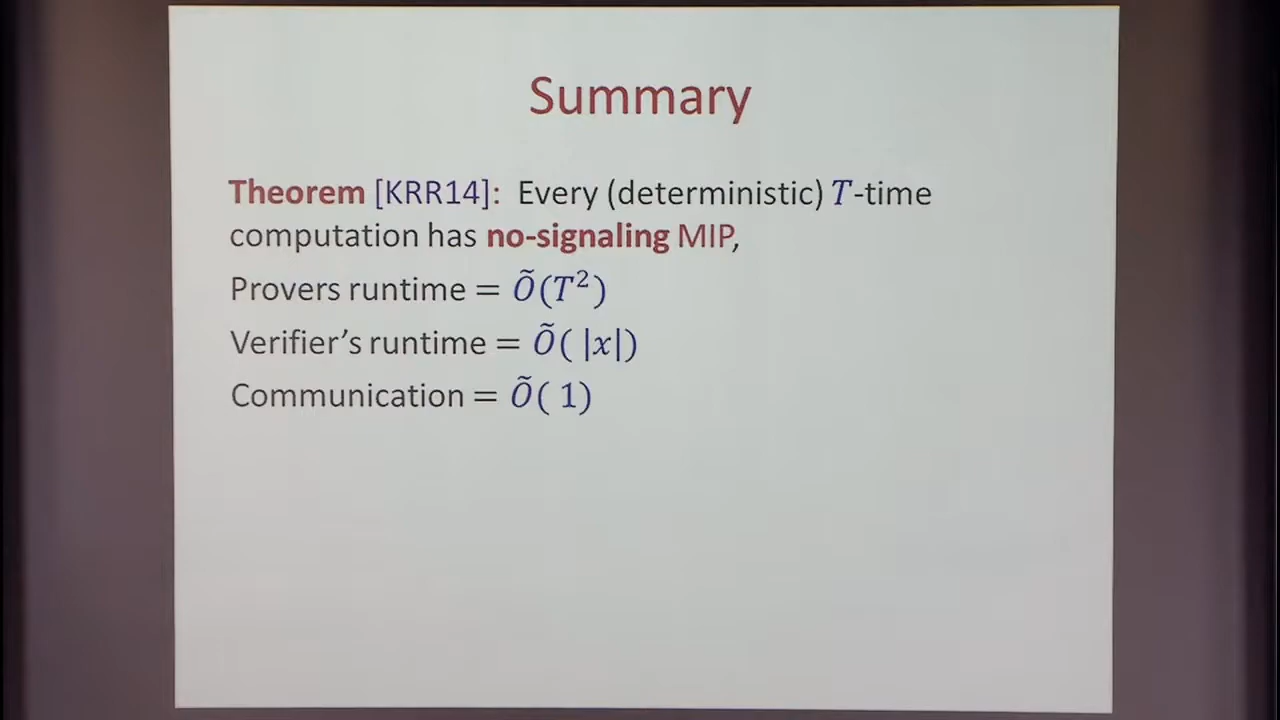 Summary
Theorem [KRR14]: Every (deterministic) T-time
computation has no-signaling MIP,
Provers runtime = Õ(T²)
Verifier's runtime = Õ( |x|)
Communication = Õ( 1)